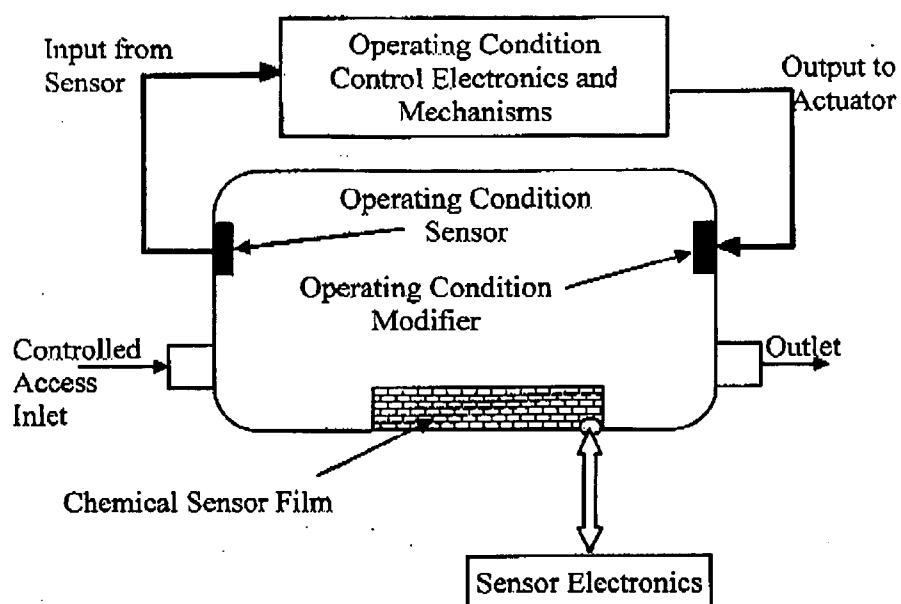 Input from
Sensor
Operating Condition
Control Electronics and
Mechanisms
Output to
Actuator
Operating Condition
Sensor
Operating Condition
Modifier
Controlled
Access
Inlet
Outlet
Chemical Sensor Film
Sensor Electronics